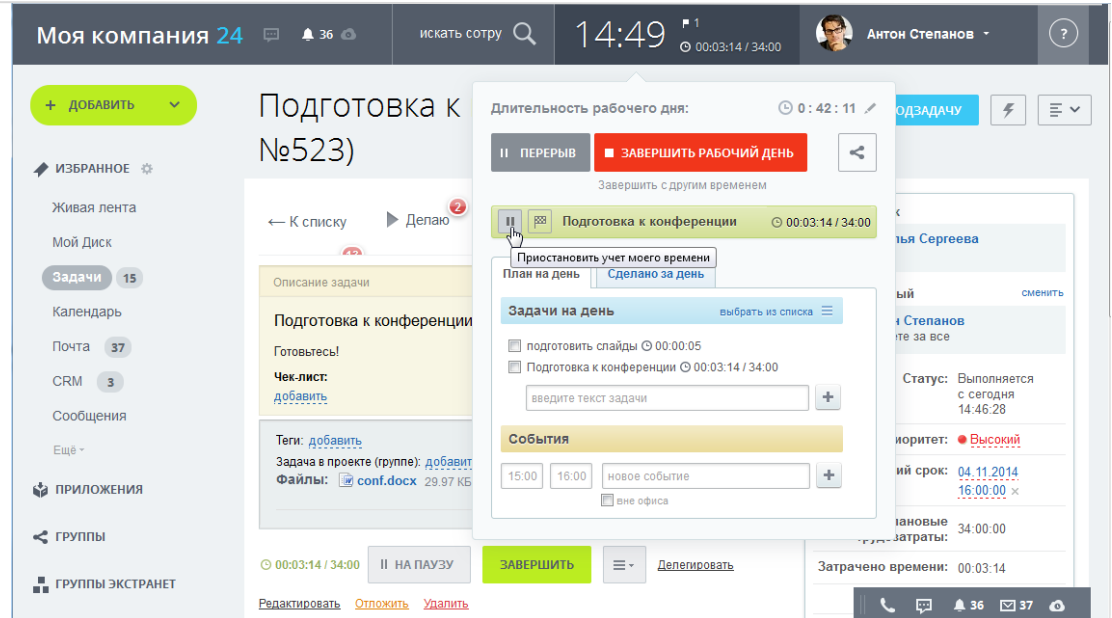 Моя компания 24
36
искать сотру
14:49
1
00:03:14 / 34:00
Антон Степанов
?
+ ДОБАВИТЬ
ИЗБРАННОЕ
Живая лента
Мой Диск
Задачи 15
Календарь
Почта 37
CRM 3
Сообщения
Ещё
ПРИЛОЖЕНИЯ
ГРУППЫ
ГРУППЫ ЭКСТРАНЕТ
Подготовка к
№523)
← К списку
Делаю
2
Описание задачи
Подготовка к конференции
Готовьтесь!
Чек-лист:
добавить
Теги: добавить
Задача в проекте (группе): добавит
Файлы: conf.docx 29.97 КБ
00:03:14 / 34:00
НА ПАУЗУ
ЗАВЕРШИТЬ
Делегировать
Редактировать Отложить Удалить
Длительность рабочего дня: 0 : 42 : 11
ПЕРЕРЫВ
ЗАВЕРШИТЬ РАБОЧИЙ ДЕНЬ
Завершить с другим временем
Подготовка к конференции 00:03:14 / 34:00
Приостановить учет моего времени
План на день
Сделано за день
Задачи на день
выбрать из списка
подготовить слайды 00:00:05
Подготовка к конференции 00:03:14 / 34:00
введите текст задачи
+
События
15:00 16:00 новое событие
+
вне офиса
ОДЗАДАЧУ
к
лья Сергеева
ый
сменить
н Степанов
ете за все
Статус: Выполняется
с сегодня
14:46:28
иоритет: Высокий
ий срок: 04.11.2014
16:00:00 ×
лановые
трудозатраты: 34:00:00
Затрачено времени: 00:03:14
36
37